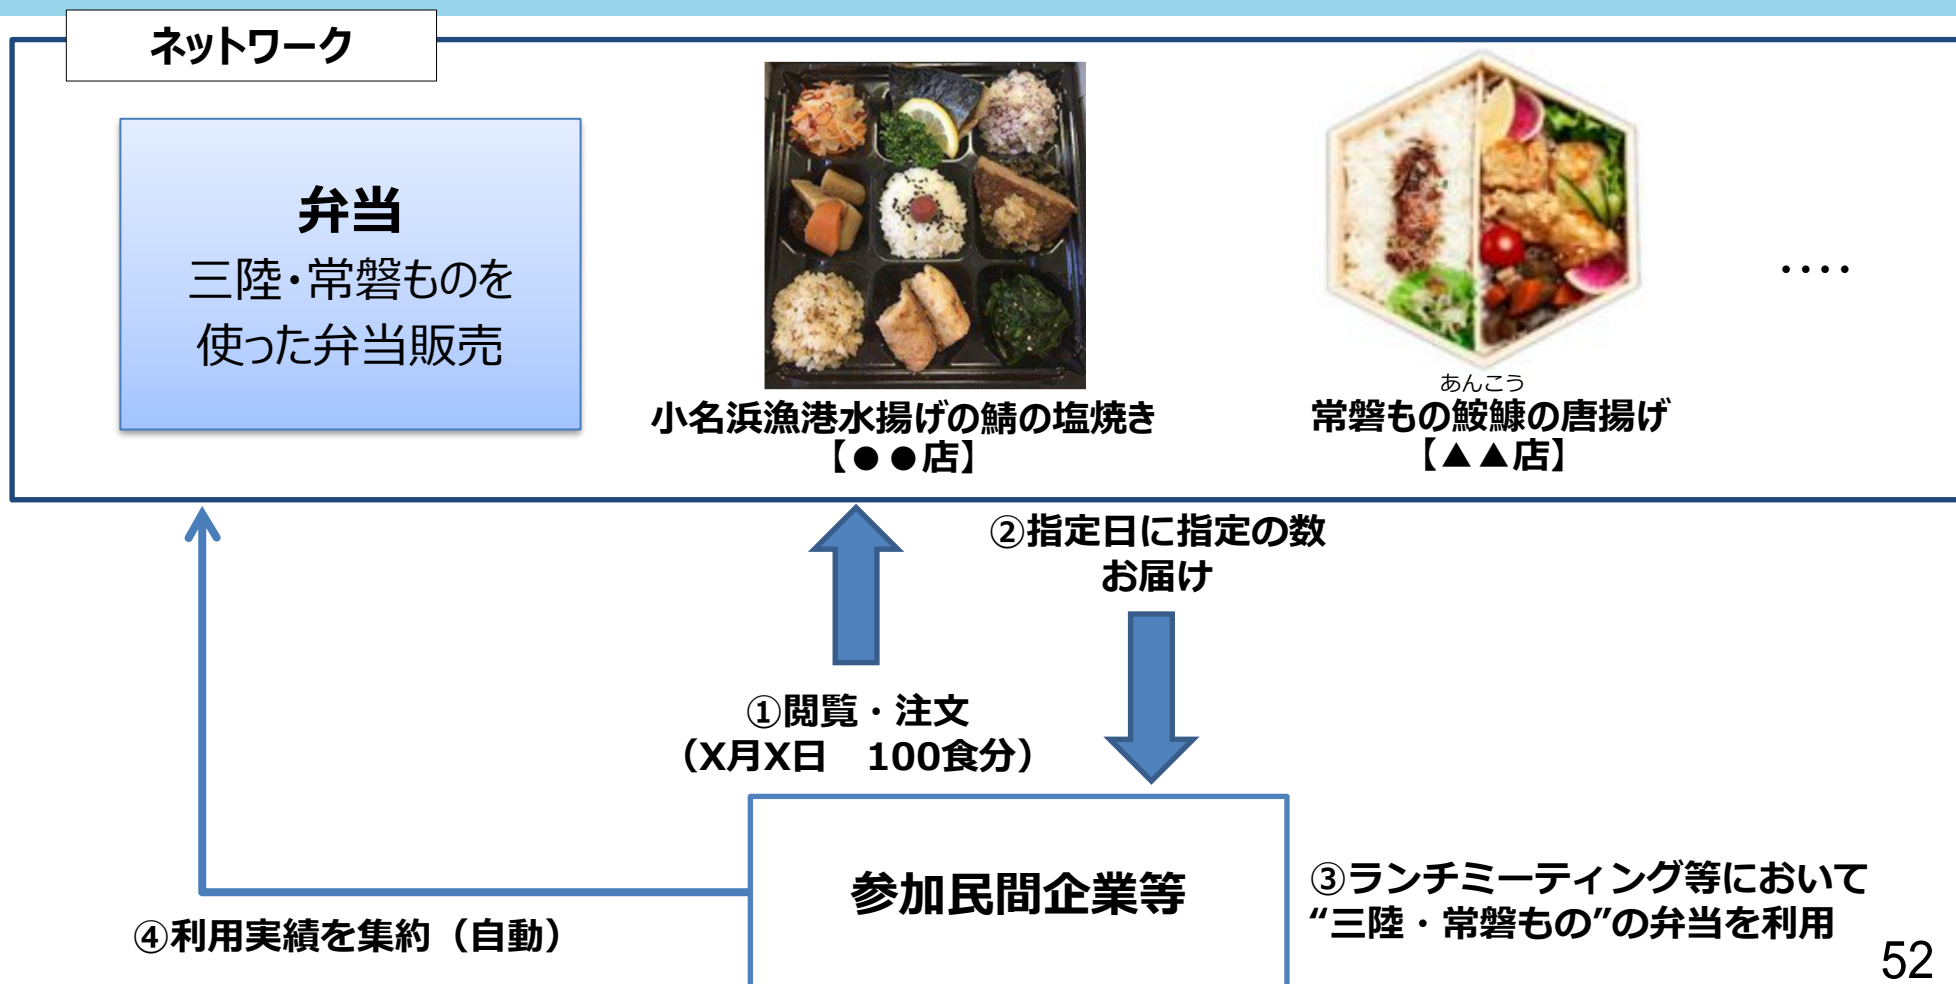 ネットワーク
弁当
三陸・常磐ものを
使った弁当販売
小名浜漁港水揚げの鯖の塩焼き
【●●店】
あんこう
常磐もの鮟鱇の唐揚げ
【▲▲店】
････
②指定日に指定の数
お届け
①閲覧・注文
（X月X日　100食分）
参加民間企業等
③ランチミーティング等において
“三陸・常磐もの”の弁当を利用
④利用実績を集約（自動）
52